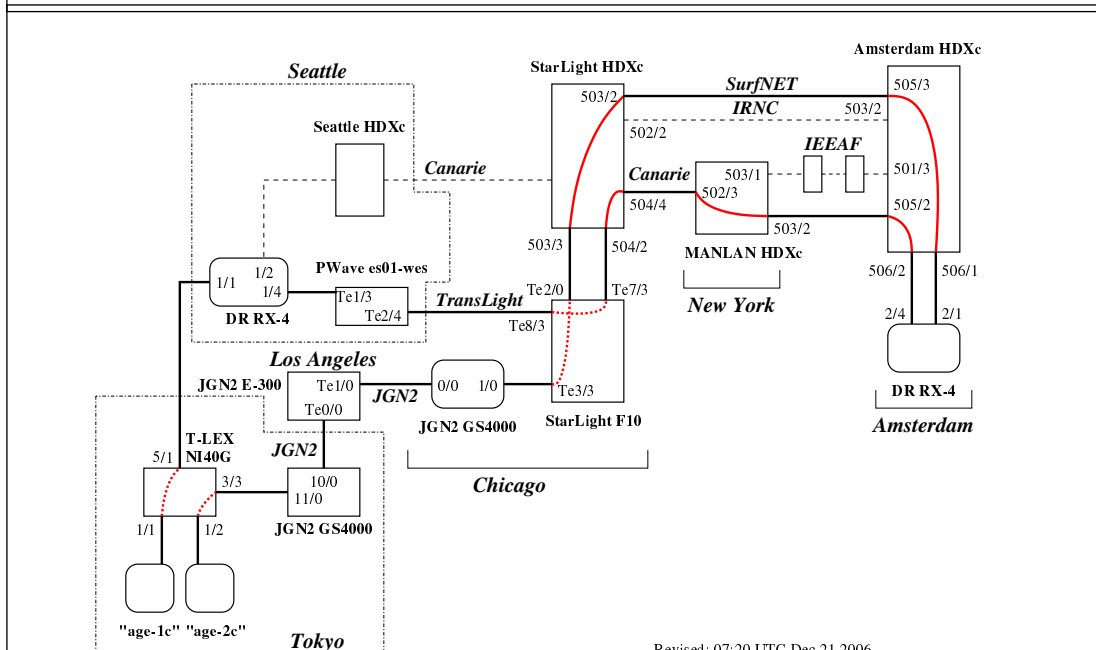 Amsterdam HDXc
StarLight HDXc
Seattle
SurfNET
505/3
503/2
IRNC
503/2
502/2
Seattle HDXc
IEEAF
Canarie
Canarie
503/1
501/3
502/3
504/4
505/2
503/2
503/3
504/2
MANLAN HDXc
PWave es01-wes
506/2
506/1
1/1
1/2
1/4
Te1/3
Te2/0
Te7/3
New York
TransLight
Te2/4
DR RX-4
Te8/3
2/4
2/1
Los Angeles
JGN2 E-300
Te1/0
0/0
1/0
Te3/3
DR RX-4
JGN2
Te0/0
JGN2 GS4000
StarLight F10
Amsterdam
T-LEX
NI40G
JGN2
5/1
3/3
10/0
11/0
Chicago
1/1
1/2
JGN2 GS4000
"age-1c"
"age-2c"
Tokyo
Revised: 07:20 UTC Dec 21 2006